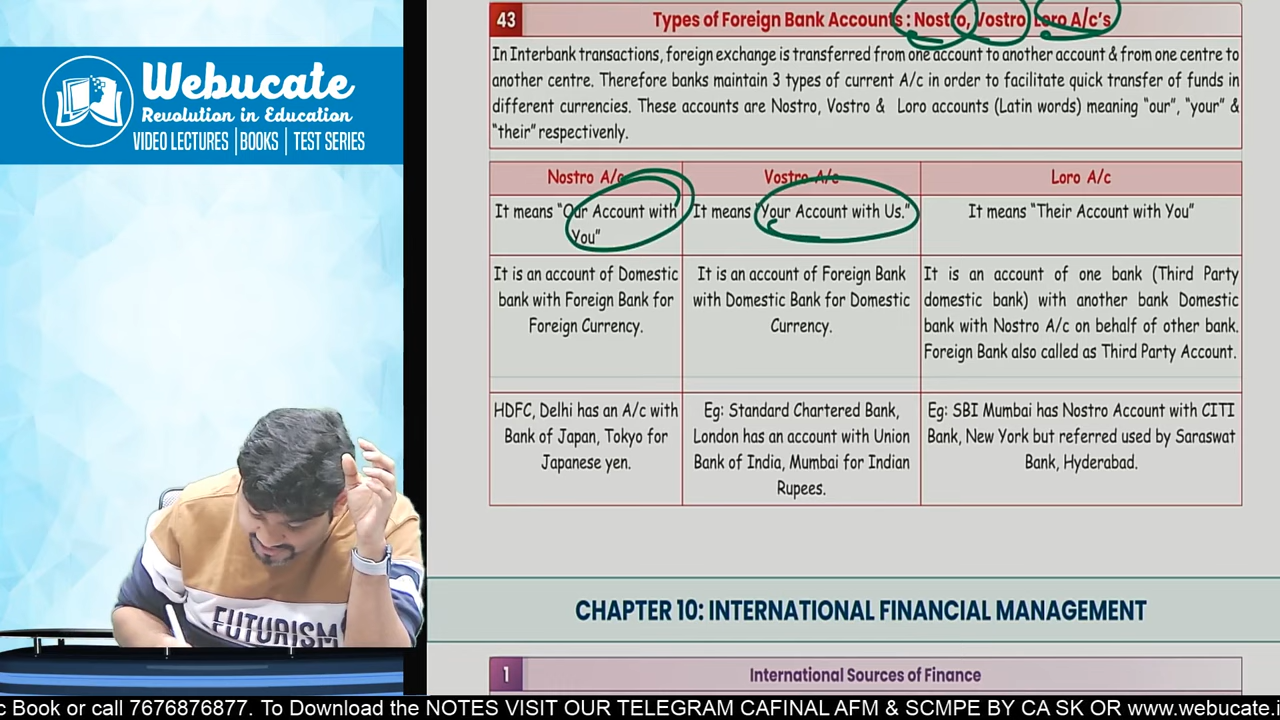 Webucate
Revolution in Education
VIDEO LECTURES | BOOKS | TEST SERIES
43
Types of Foreign Bank Accounts : Nostro, Vostro Loro A/c's
In Interbank transactions, foreign exchange is transferred from one account to another account & from one centre to
another centre. Therefore banks maintain 3 types of current A/c in order to facilitate quick transfer of funds in
different currencies. These accounts are Nostro, Vostro & Loro accounts (Latin words) meaning "our", "your" &
"their" respectivenly.
Nostro A/c
It means "Our Account with
You"
It is an account of Domestic
bank with Foreign Bank for
Foreign Currency.
HDFC, Delhi has an A/c with
Bank of Japan, Tokyo for
Japanese yen.
Vostro A/c
It means "Your Account with Us."
It is an account of Foreign Bank
with Domestic Bank for Domestic
Currency.
Eg: Standard Chartered Bank,
London has an account with Union
Bank of India, Mumbai for Indian
Rupees.
Loro A/c
It means "Their Account with You"
It is an account of one bank (Third Party
domestic bank) with another bank Domestic
bank with Nostro A/c on behalf of other bank.
Foreign Bank also called as Third Party Account.
Eg: SBI Mumbai has Nostro Account with CITI
Bank, New York but referred used by Saraswat
Bank, Hyderabad.
CHAPTER 10: INTERNATIONAL FINANCIAL MANAGEMENT
1
International Sources of Finance
FUTURISM
c Book or call 7676876877. To Download the NOTES VISIT OUR TELEGRAM CAFINAL AFM & SCMPE BY CA SK OR www.webucate.i